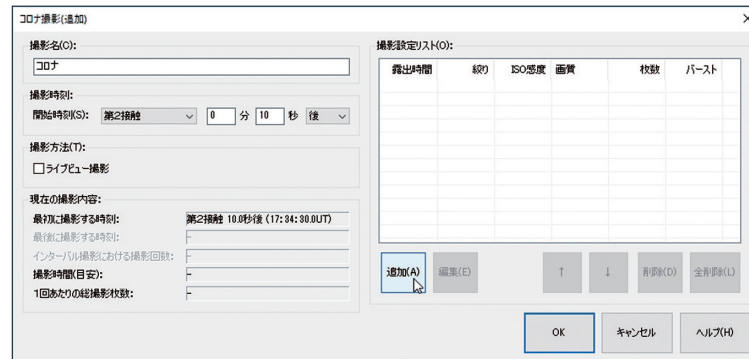 コロナ撮影(追加)
撮影名(C):
コロナ
撮影時刻:
開始時刻(S): 第2接触 0 分 10 秒 後
撮影方法(T):
ライブビュー撮影
現在の撮影内容:
最初に撮影する時刻: 第2接触 10.0秒後 (17:34:30.0UT)
最後に撮影する時刻: -
インターバル撮影における撮影回数: -
撮影時間(目安): -
1回あたりの総撮影枚数: -
撮影設定リスト(O):
露出時間 絞り ISO感度 画質 枚数 バースト
追加(A) 編集(E) ↑ ↓ 削除(D) 全削除(L)
OK キャンセル ヘルプ(H)